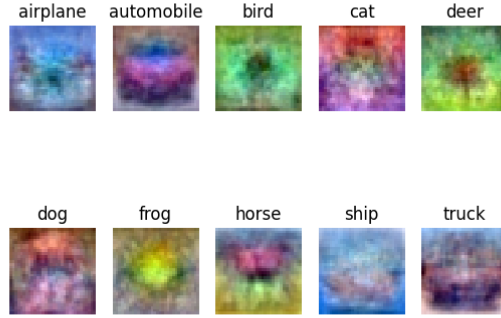 airplane automobile bird cat deer
dog frog horse ship truck